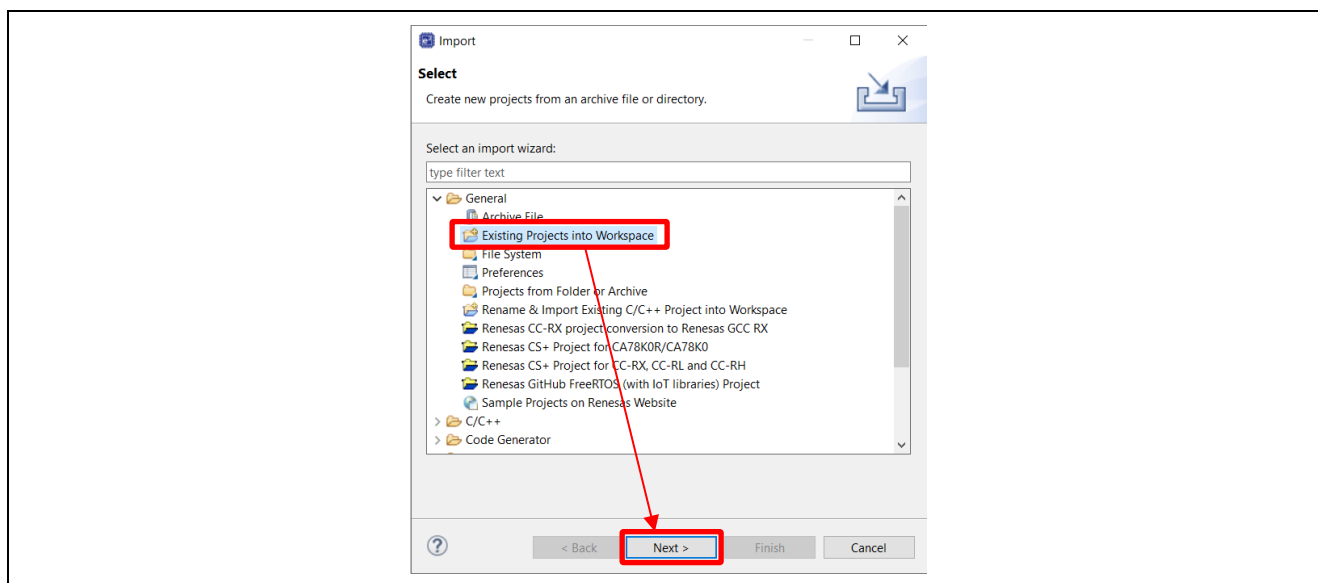 Import
Select
Create new projects from an archive file or directory.
Select an import wizard:
type filter text
General
Archive File
Existing Projects into Workspace
File System
Preferences
Projects from Folder or Archive
Rename & Import Existing C/C++ Project into Workspace
Renesas CC-RX project conversion to Renesas GCC RX
Renesas CS+ Project for CA78K0R/CA78K0
Renesas CS+ Project for CC-RX, CC-RL and CC-RH
Renesas GitHub FreeRTOS (with IoT libraries) Project
Sample Projects on Renesas Website
> C/C++
> Code Generator
? < Back Next > Finish Cancel